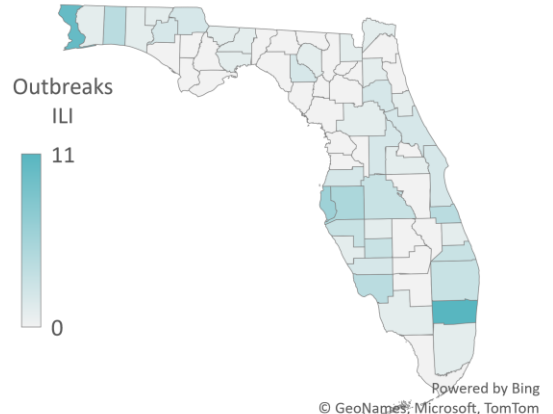 Outbreaks
ILI
11
0
Powered by Bing
© GeoNames, Microsoft, TomTom